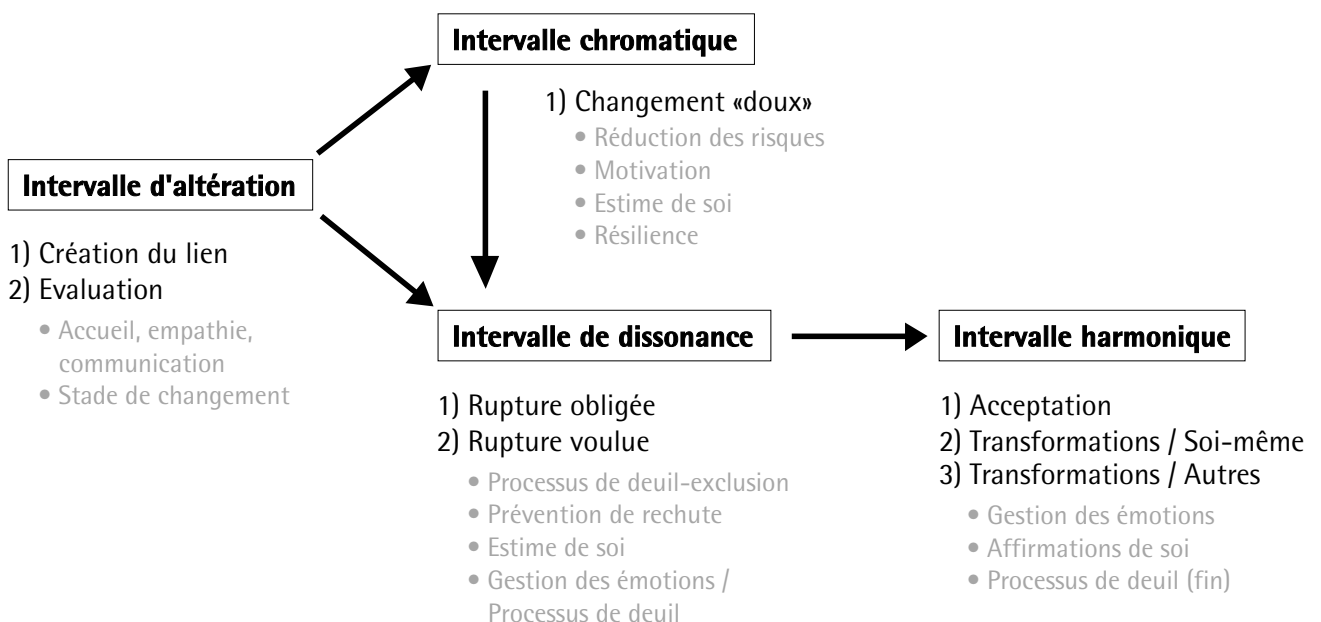 Intervalle chromatique
1) Changement «doux»
• Réduction des risques
• Motivation
• Estime de soi
• Résilience
Intervalle d'altération
1) Création du lien
2) Evaluation
• Accueil, empathie,
communication
• Stade de changement
Intervalle de dissonance
1) Rupture obligée
2) Rupture voulue
• Processus de deuil-exclusion
• Prévention de rechute
• Estime de soi
• Gestion des émotions /
Processus de deuil
Intervalle harmonique
1) Acceptation
2) Transformations / Soi-même
3) Transformations / Autres
• Gestion des émotions
• Affirmations de soi
• Processus de deuil (fin)